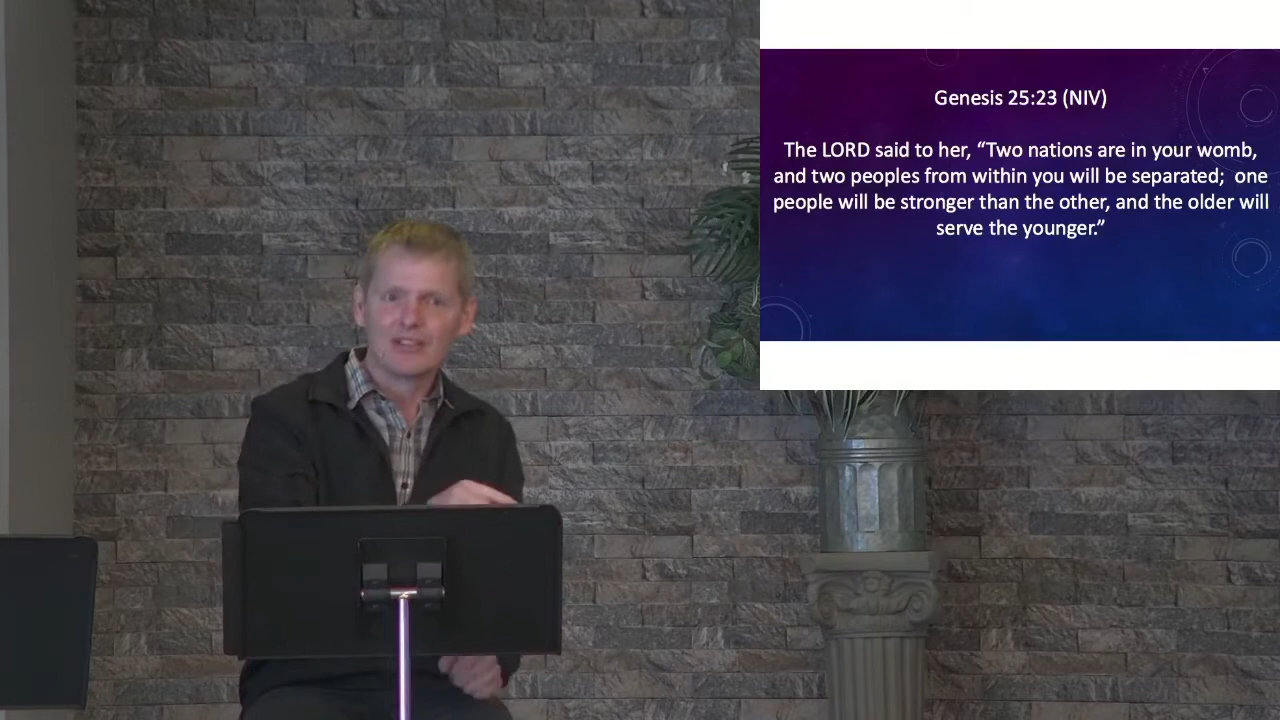 Genesis 25:23 (NIV)
The LORD said to her, “Two nations are in your womb,
and two peoples from within you will be separated;  one
people will be stronger than the other, and the older will
serve the younger.”